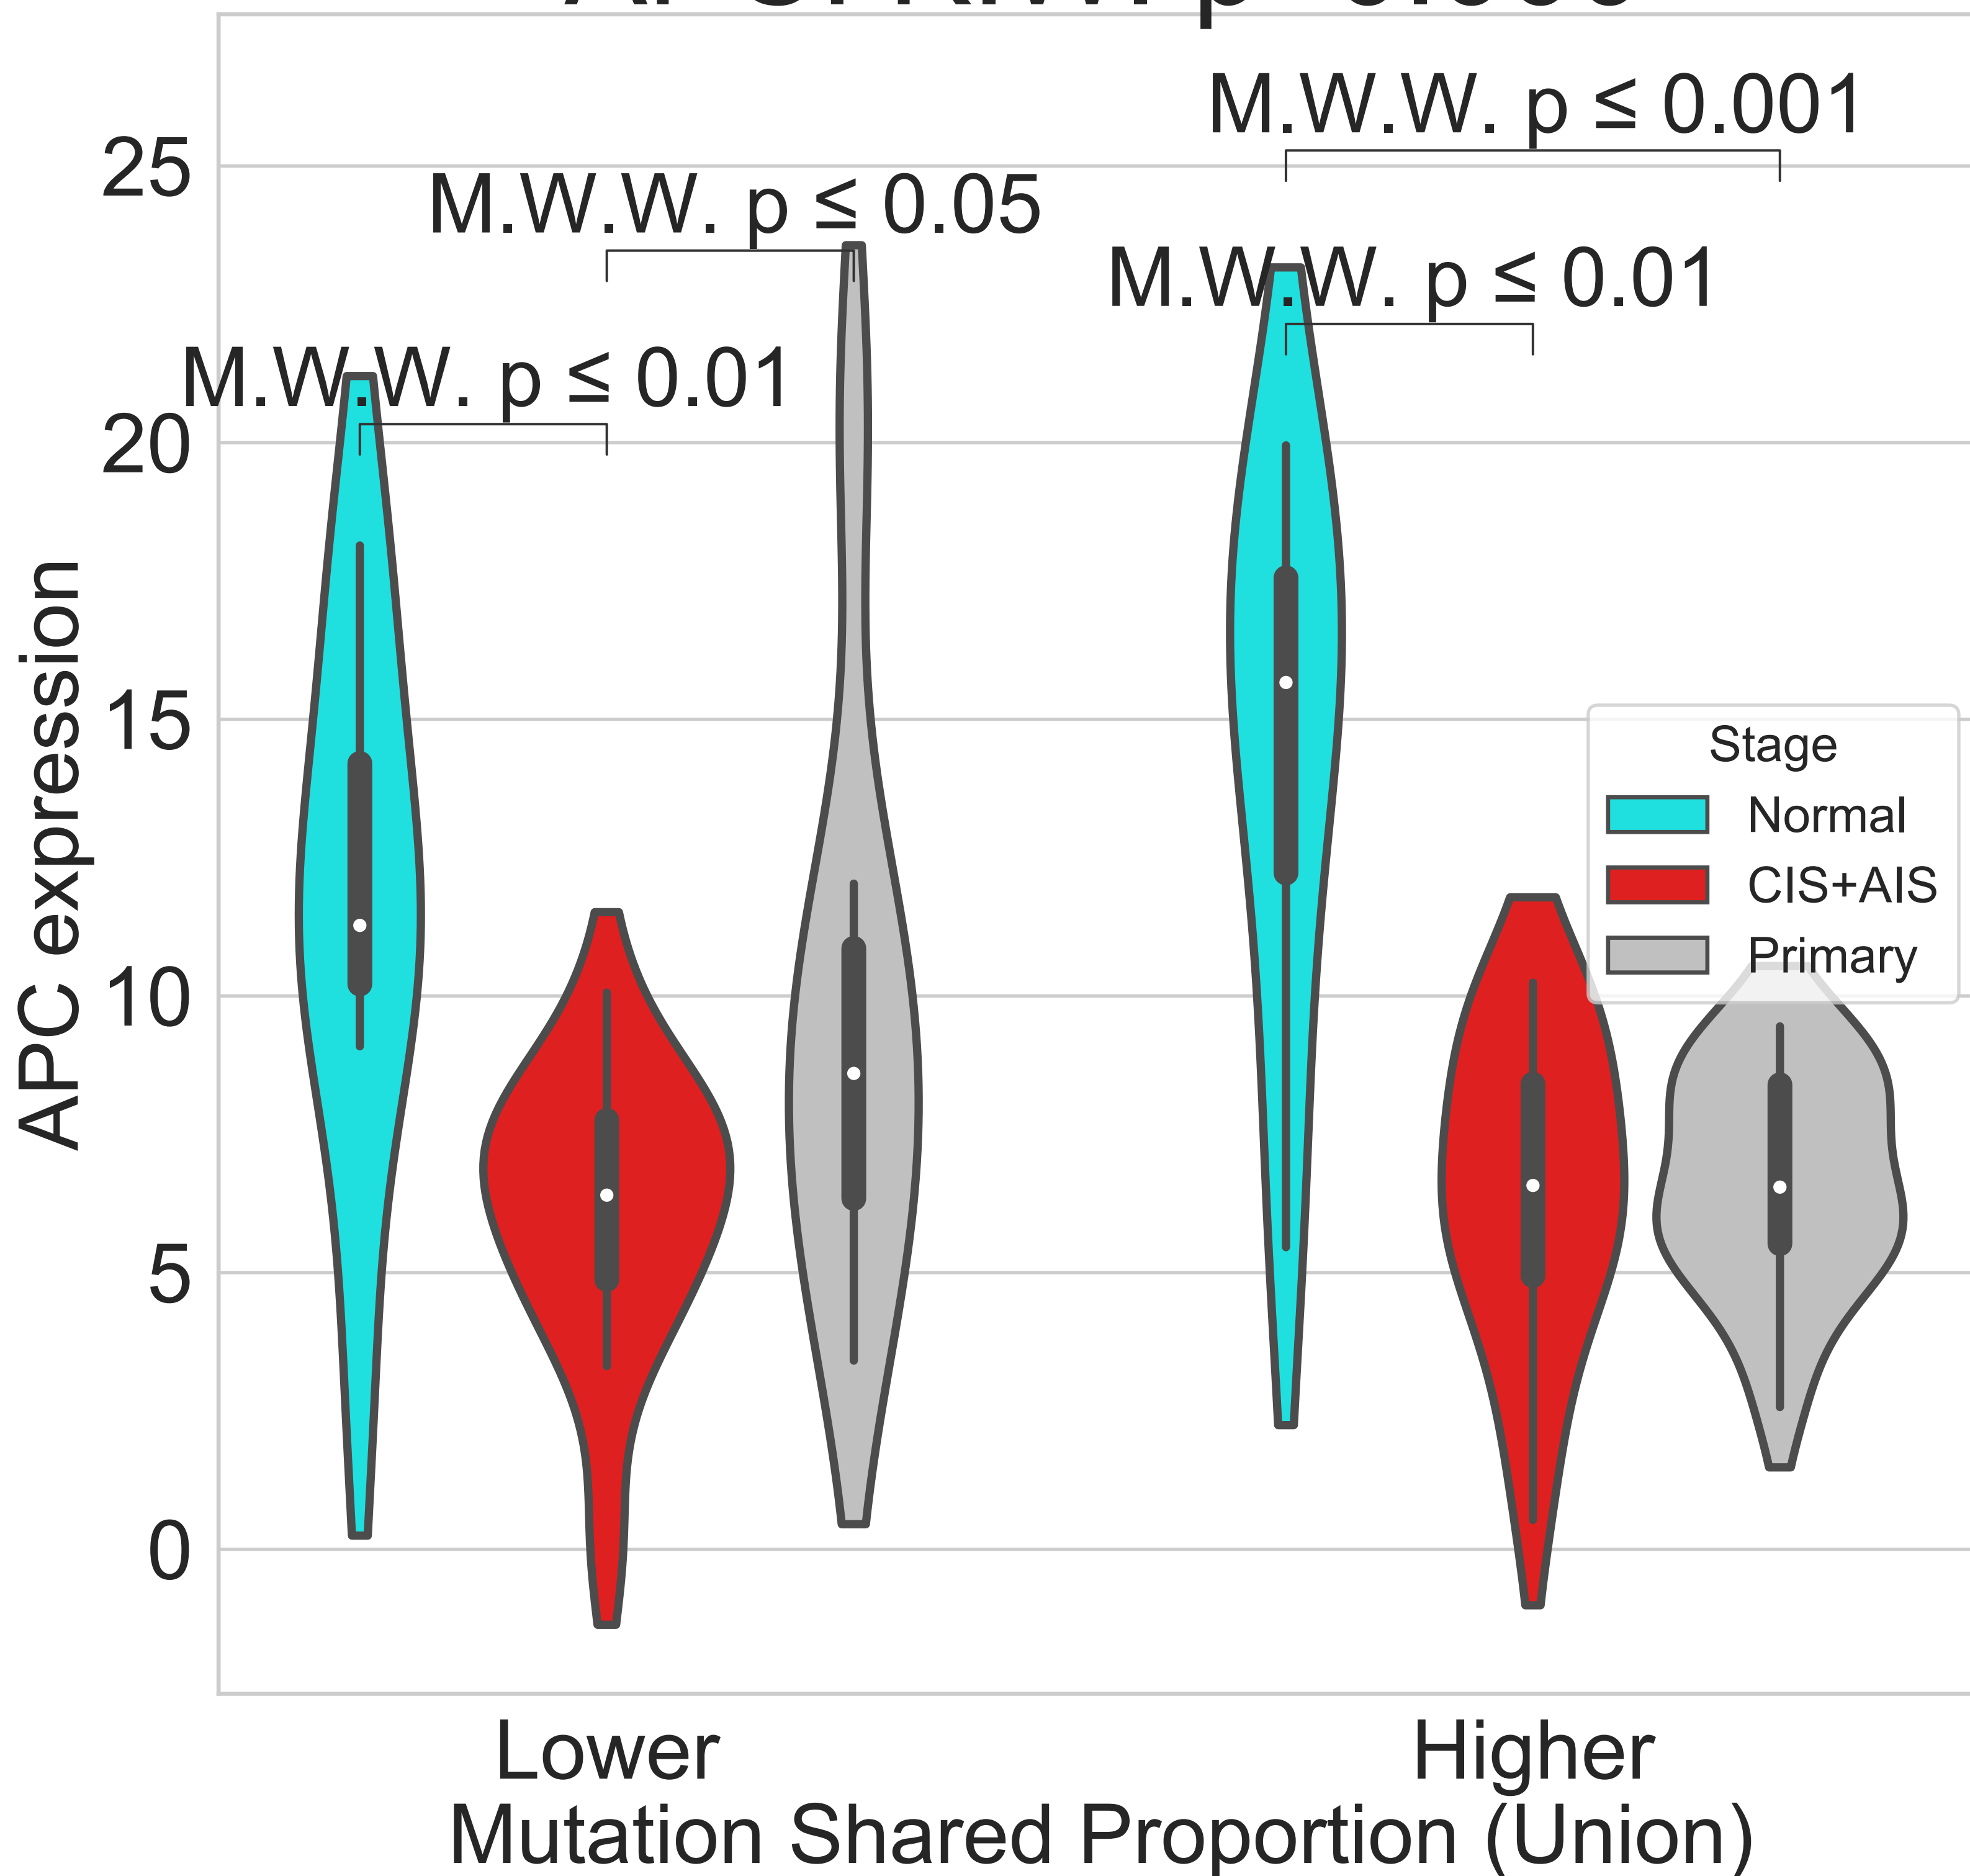 M.W.W. p ≤ 0.001
25
M.W.W. p ≤ 0.05
M.W.W. p ≤ 0.01
M.W.W. p ≤ 0.01
20
15
10
5
0
APC expression
Stage
Normal
CIS+AIS
Primary
Lower
Higher
Mutation Shared Proportion (Union)